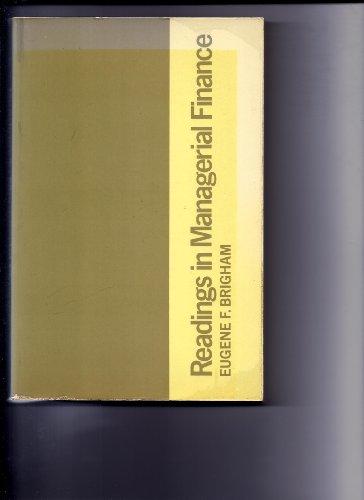 Readings in Managerial Finance
EUGENE F. BRIGHAM